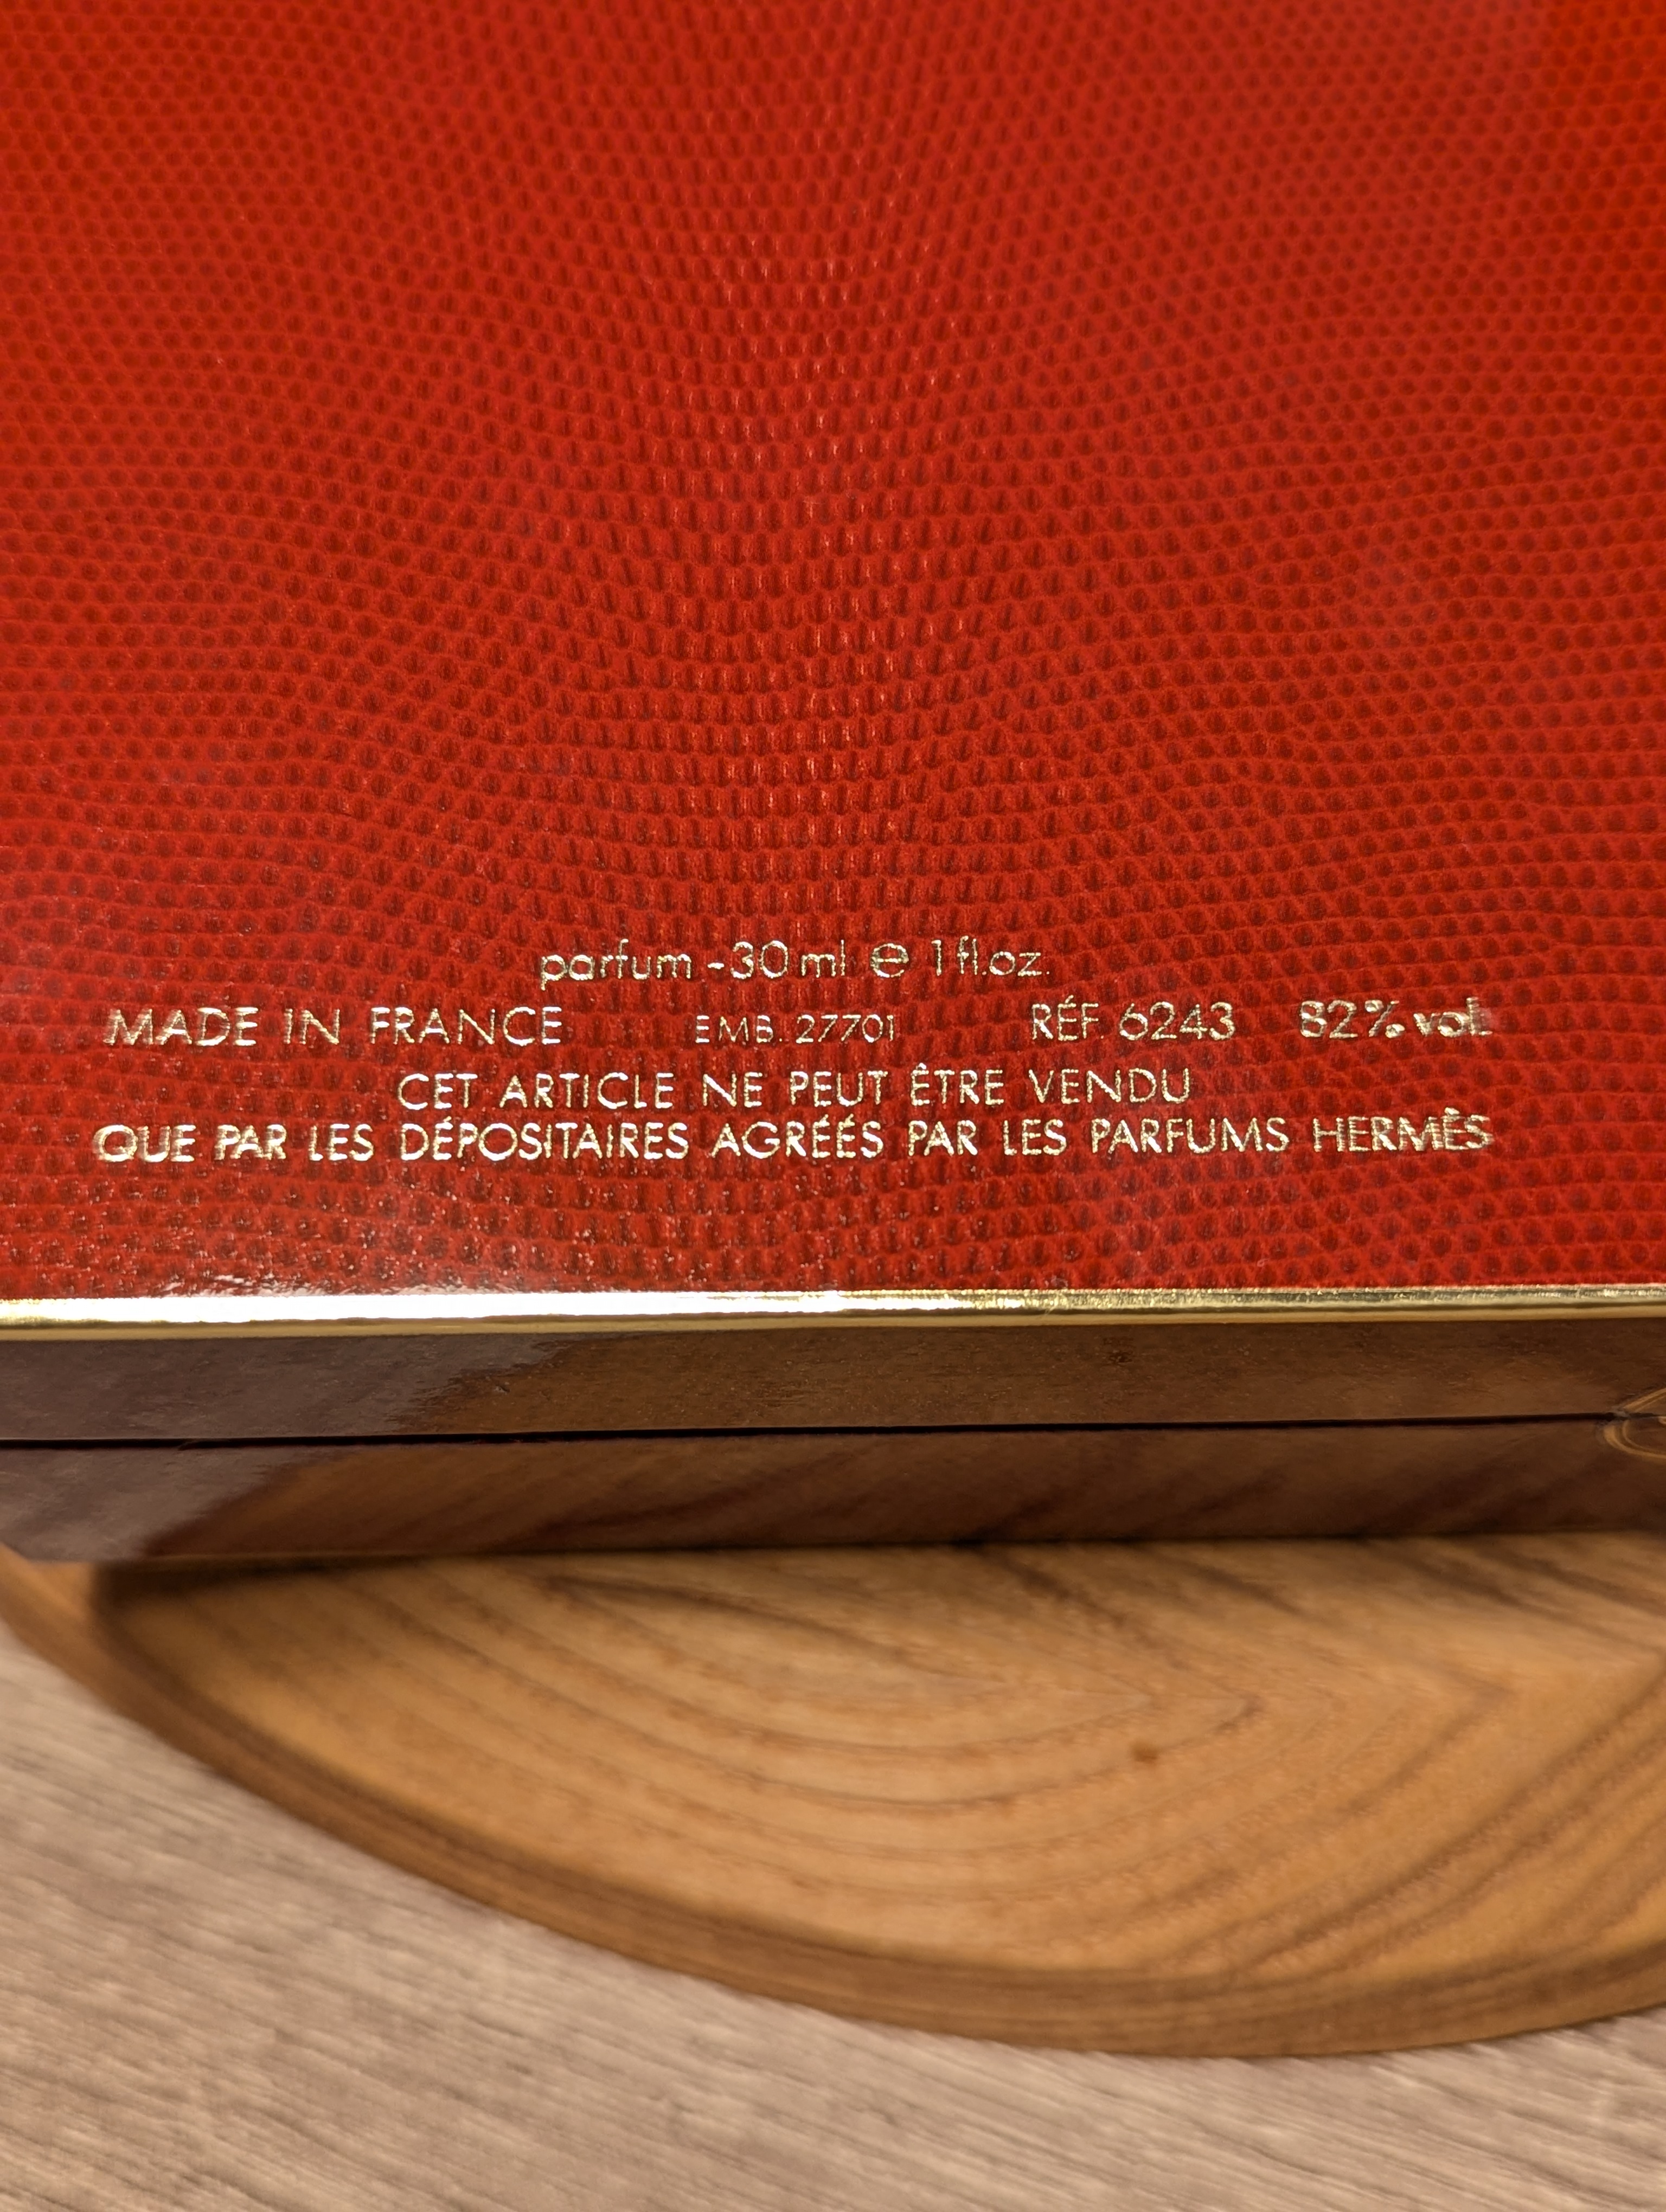 parfum - 30 ml ℮ 1 fl.oz.
MADE IN FRANCE EMB. 27701 RÉF. 6243 82% vol.
CET ARTICLE NE PEUT ÊTRE VENDU
QUE PAR LES DÉPOSITAIRES AGRÉÉS PAR LES PARFUMS HERMÈS